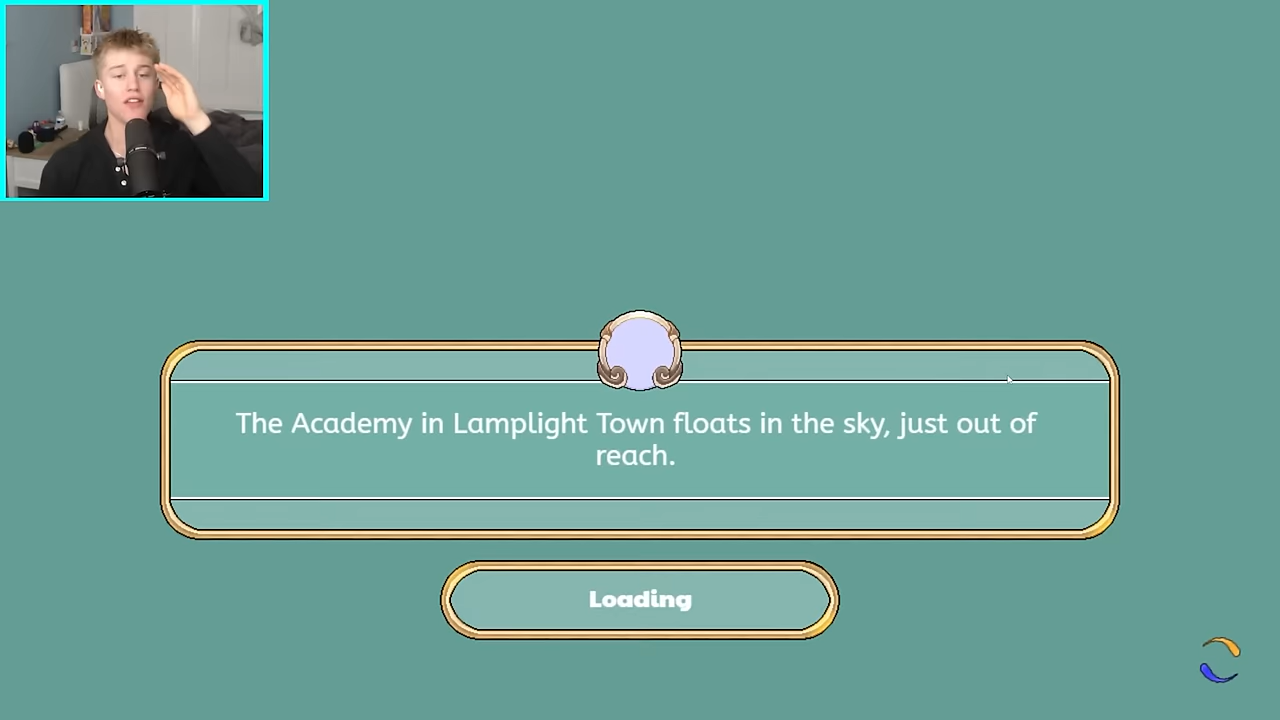 The Academy in Lamplight Town floats in the sky, just out of
reach.
Loading